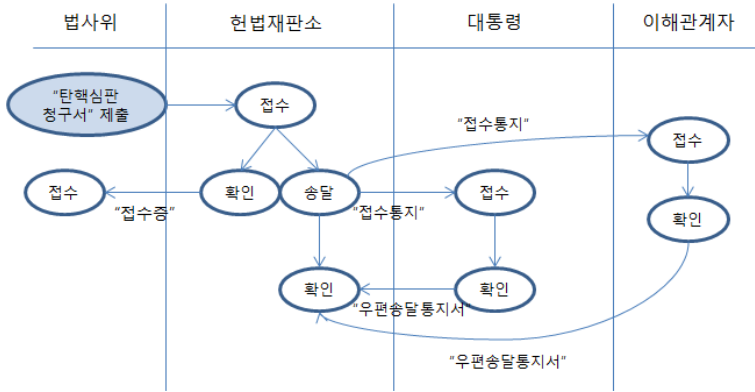 법사위 헌법재판소 대통령 이해관계자
“탄핵심판
청구서” 제출
접수
“접수통지”
접수
접수
확인
송달
접수
“접수증”
“접수통지”
확인
확인
확인
“우편송달통지서”
“우편송달통지서”